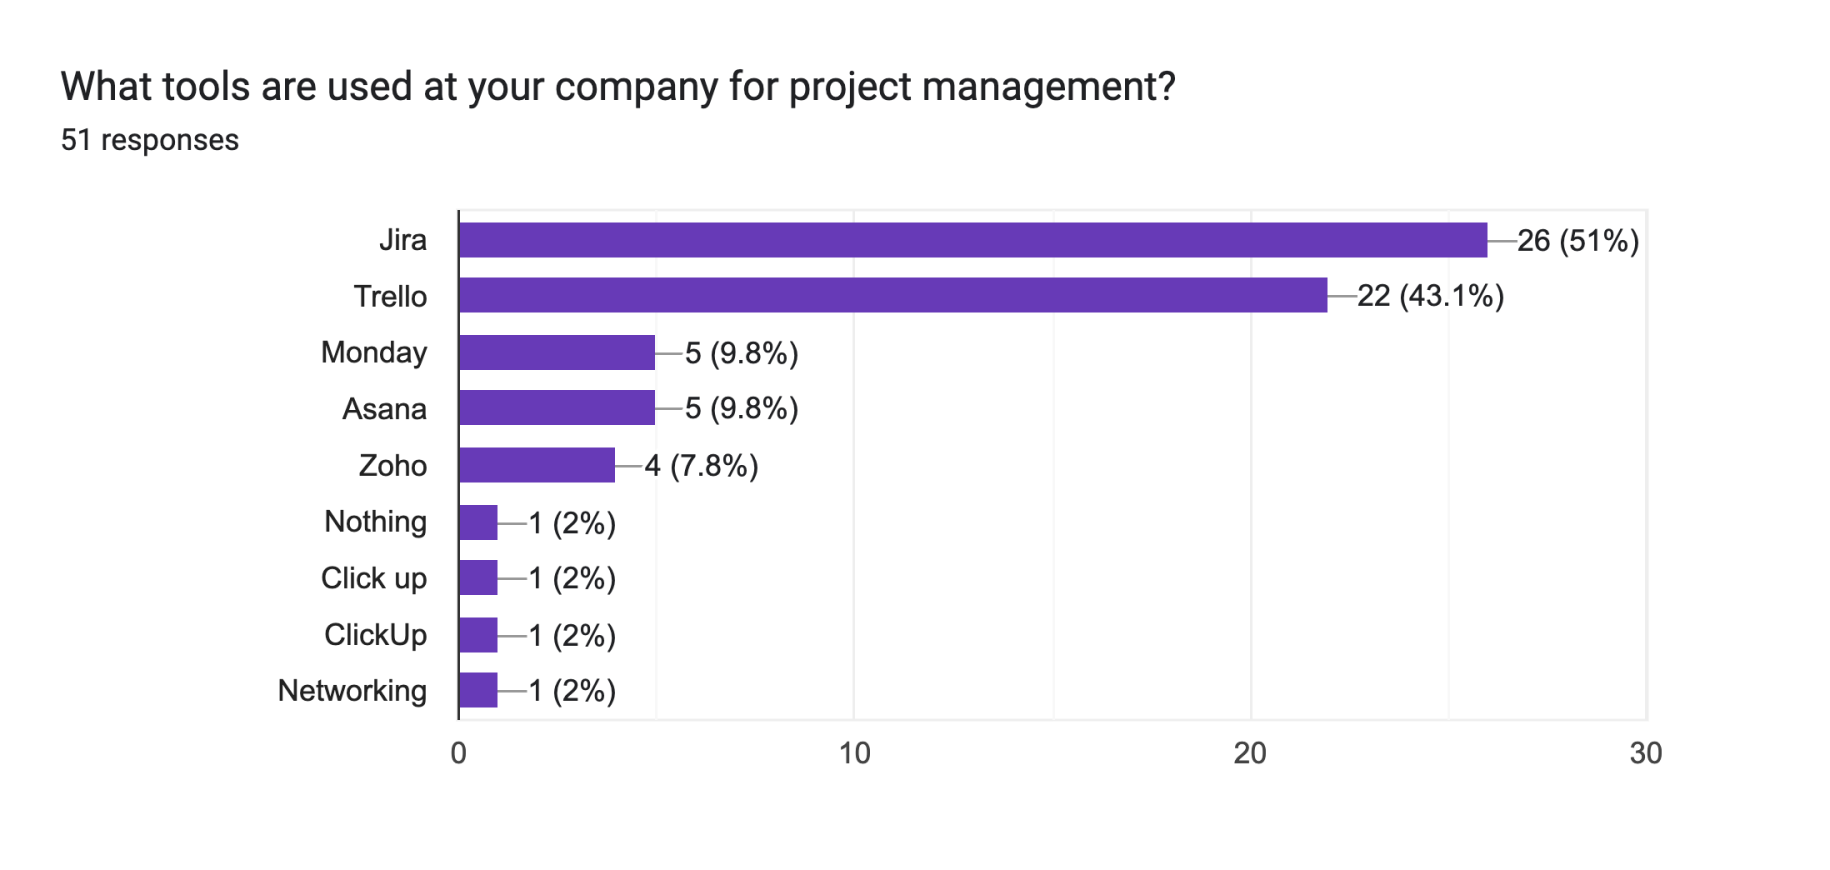 What tools are used at your company for project management?
51 responses
Jira 26 (51%)
Trello 22 (43.1%)
Monday 5 (9.8%)
Asana 5 (9.8%)
Zoho 4 (7.8%)
Nothing 1 (2%)
Click up 1 (2%)
ClickUp 1 (2%)
Networking 1 (2%)
0 10 20 30